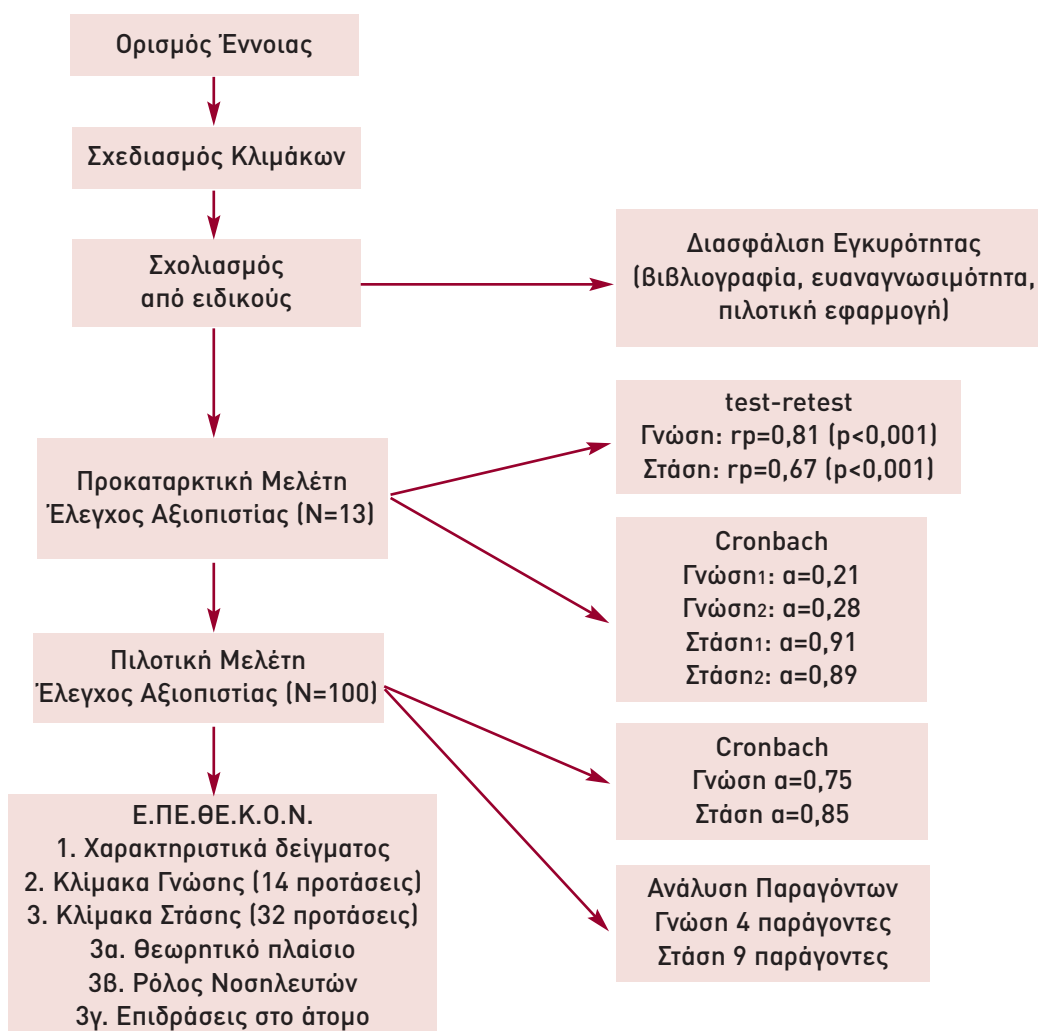 Ορισμός Έννοιας
Σχεδιασμός Κλιμάκων
Σχολιασμός
από ειδικούς
Διασφάλιση Εγκυρότητας
(βιβλιογραφία, ευαναγνωσιμότητα,
πιλοτική εφαρμογή)
Προκαταρκτική Μελέτη
Έλεγχος Αξιοπιστίας (Ν=13)
test-retest
Γνώση: rp=0,81 (p<0,001)
Στάση: rp=0,67 (p<0,001)
Cronbach
Γνώση1: α=0,21
Γνώση2: α=0,28
Στάση1: α=0,91
Στάση2: α=0,89
Πιλοτική Μελέτη
Έλεγχος Αξιοπιστίας (Ν=100)
Cronbach
Γνώση α=0,75
Στάση α=0,85
Ανάλυση Παραγόντων
Γνώση 4 παράγοντες
Στάση 9 παράγοντες
Ε.ΠΕ.ΘΕ.Κ.Ο.Ν.
1. Χαρακτηριστικά δείγματος
2. Κλίμακα Γνώσης (14 προτάσεις)
3. Κλίμακα Στάσης (32 προτάσεις)
3α. Θεωρητικό πλαίσιο
3β. Ρόλος Νοσηλευτών
3γ. Επιδράσεις στο άτομο